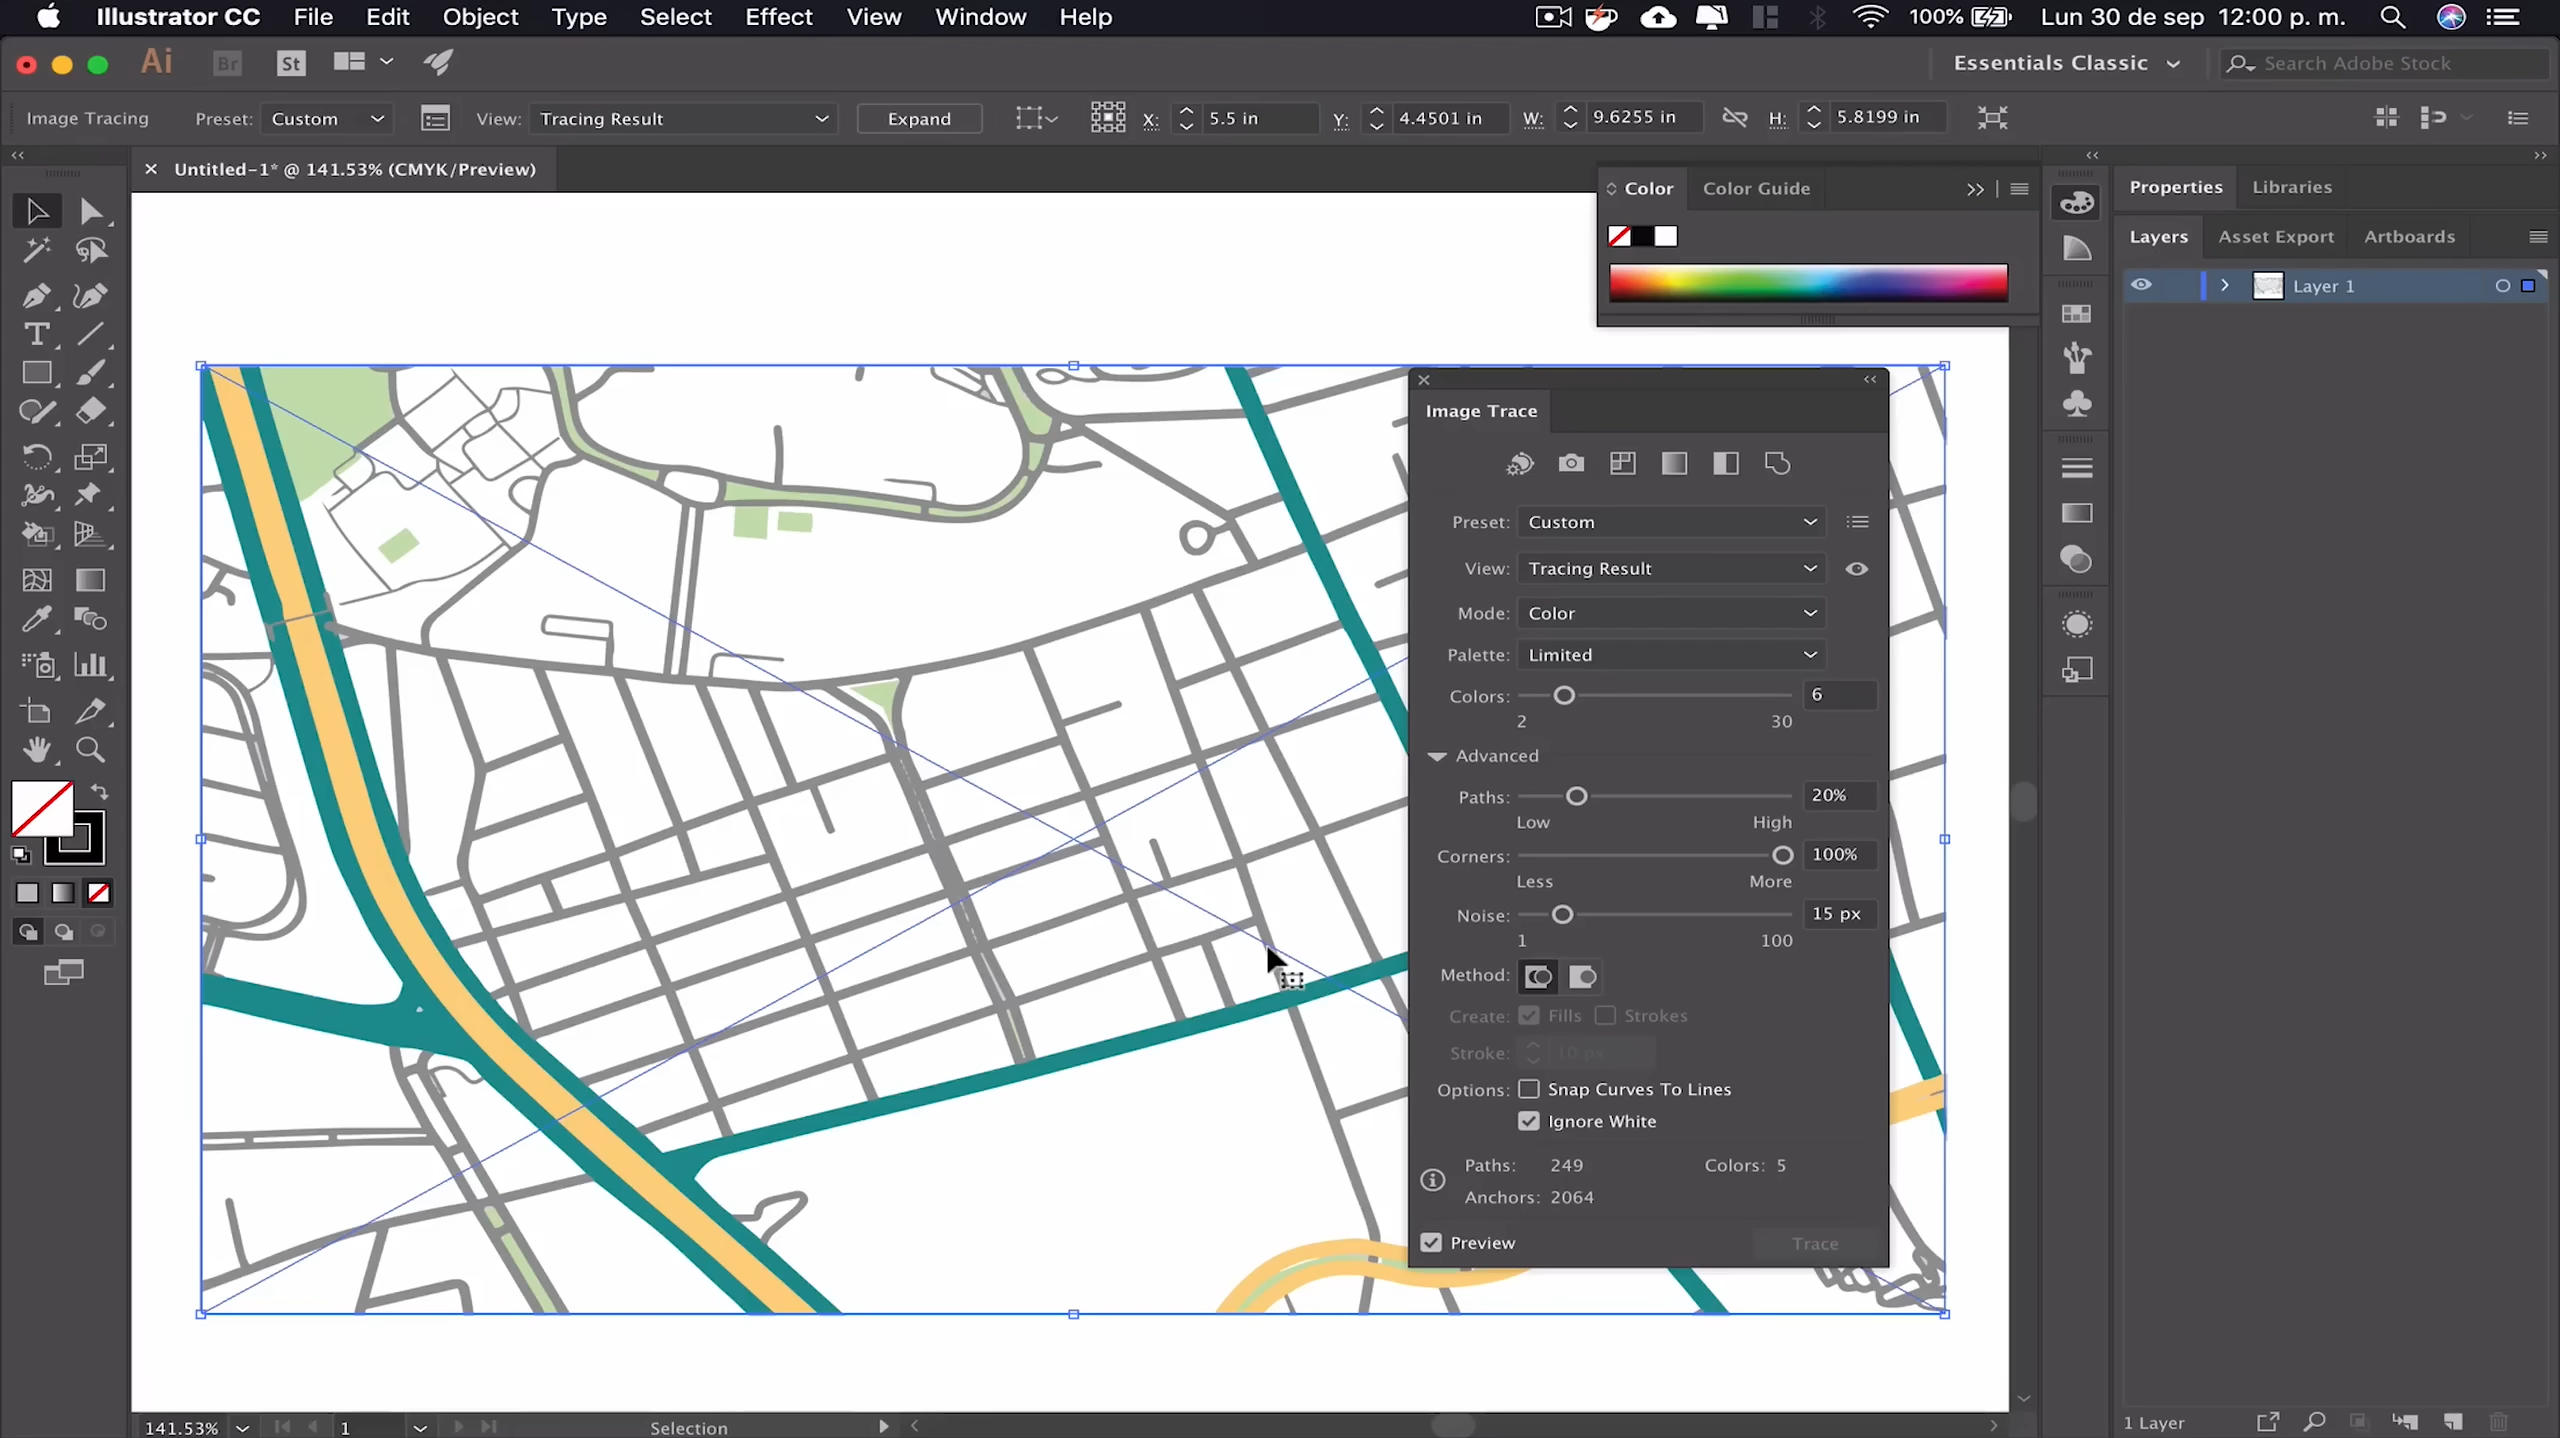 Illustrator CC File Edit Object Type Select Effect View Window Help 100% Lun 30 de sep 12:00 p. m.
Ai Br St Essentials Classic Search Adobe Stock
Image Tracing Preset: Custom View: Tracing Result Expand X: 5.5 in Y: 4.4501 in W: 9.6255 in H: 5.8199 in
Untitled-1* @ 141.53% (CMYK/Preview)
Color Color Guide
Properties Libraries
Layers Asset Export Artboards
Layer 1
Image Trace
Preset: Custom
View: Tracing Result
Mode: Color
Palette: Limited
Colors: 6
2 30
Advanced
Paths: 20%
Low High
Corners: 100%
Less More
Noise: 15 px
1 100
Method:
Create: Fills Strokes
Stroke: 10 px
Options: Snap Curves To Lines
Ignore White
Paths: 249 Colors: 5
Anchors: 2064
Preview Trace
141.53% 1 Selection
1 Layer